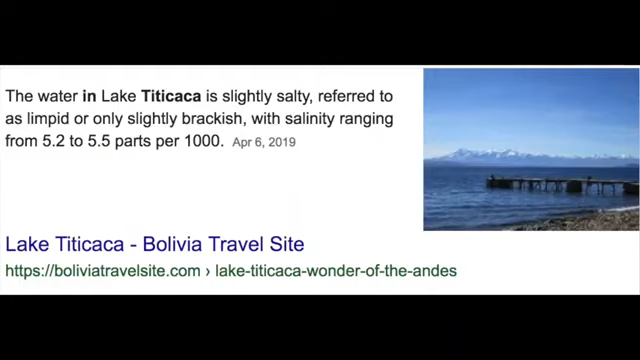 The water in Lake Titicaca is slightly salty, referred to
as limpid or only slightly brackish, with salinity ranging
from 5.2 to 5.5 parts per 1000. Apr 6, 2019
Lake Titicaca - Bolivia Travel Site
https://boliviatravelsite.com › lake-titicaca-wonder-of-the-andes